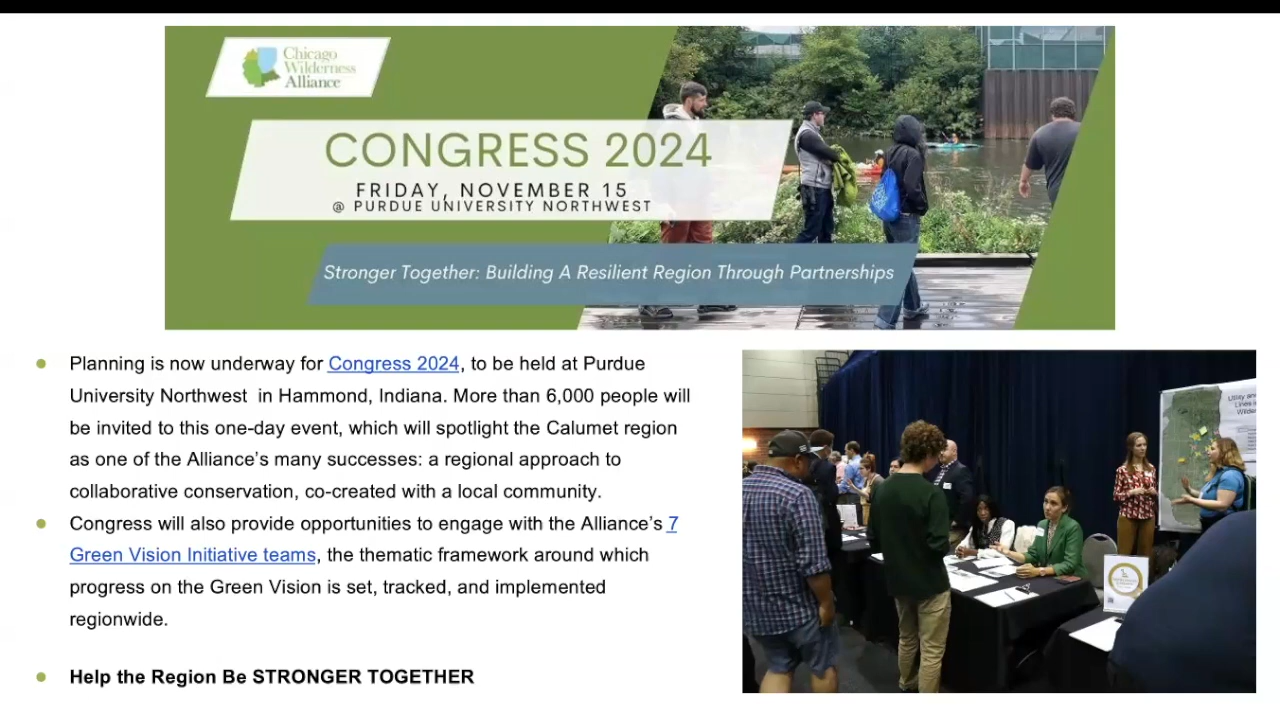 Chicago
Wilderness
Alliance
CONGRESS 2024
FRIDAY, NOVEMBER 15
@ PURDUE UNIVERSITY NORTHWEST
Stronger Together: Building A Resilient Region Through Partnerships
Planning is now underway for Congress 2024, to be held at Purdue
University Northwest in Hammond, Indiana. More than 6,000 people will
be invited to this one-day event, which will spotlight the Calumet region
as one of the Alliance's many successes: a regional approach to
collaborative conservation, co-created with a local community.
Congress will also provide opportunities to engage with the Alliance's 7
Green Vision Initiative teams, the thematic framework around which
progress on the Green Vision is set, tracked, and implemented
regionwide.
Help the Region Be STRONGER TOGETHER
Utility an
Lines
Wilde